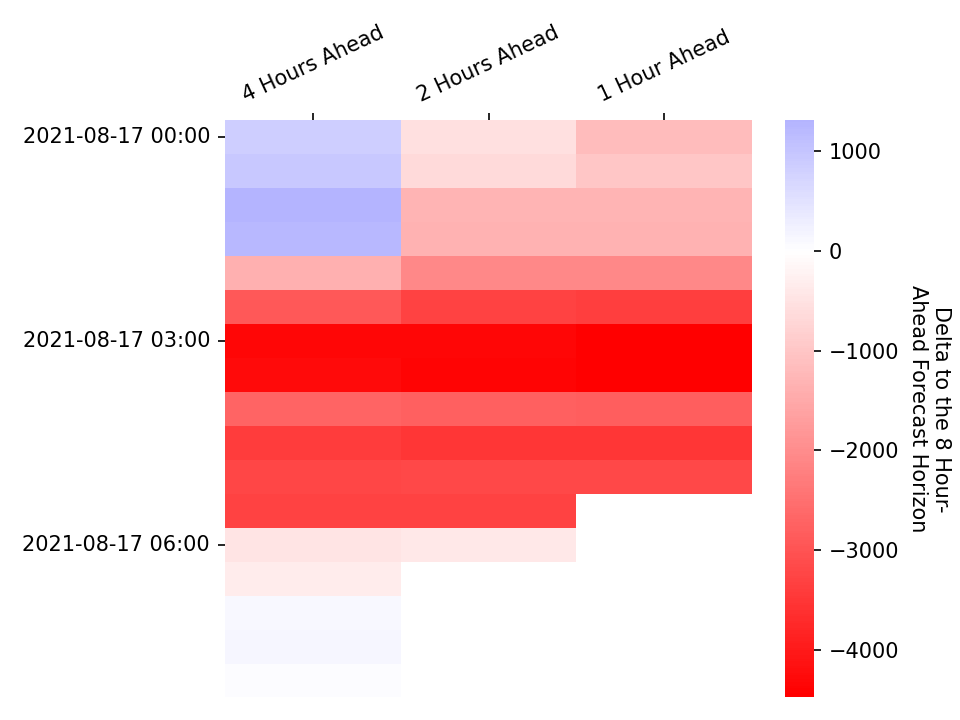 4 Hours Ahead
2 Hours Ahead
1 Hour Ahead
2021-08-17 00:00
2021-08-17 03:00
2021-08-17 06:00
1000
0
−1000
−2000
−3000
−4000
Delta to the 8 Hour-
Ahead Forecast Horizon